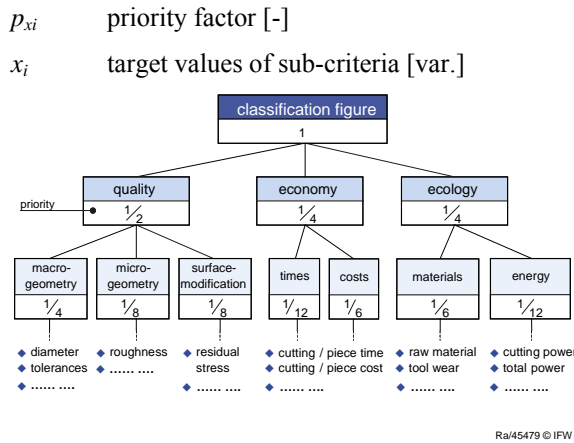 p_xi priority factor [-]
x_i target values of sub-criteria [var.]
classification figure
1
quality
economy
ecology
priority
1/2
1/4
1/4
macro-
geometry
micro-
geometry
surface-
modification
times
costs
materials
energy
1/4
1/8
1/8
1/12
1/6
1/6
1/12
◆ diameter
◆ tolerances
◆ ...... ....
◆ roughness
◆ ...... ....
◆ residual
stress
◆ ...... ....
◆ cutting / piece time
◆ cutting / piece cost
◆ ...... ....
◆ raw material
◆ tool wear
◆ ...... ....
◆ cutting power
◆ total power
◆ ...... ....
Ra/45479 © IFW